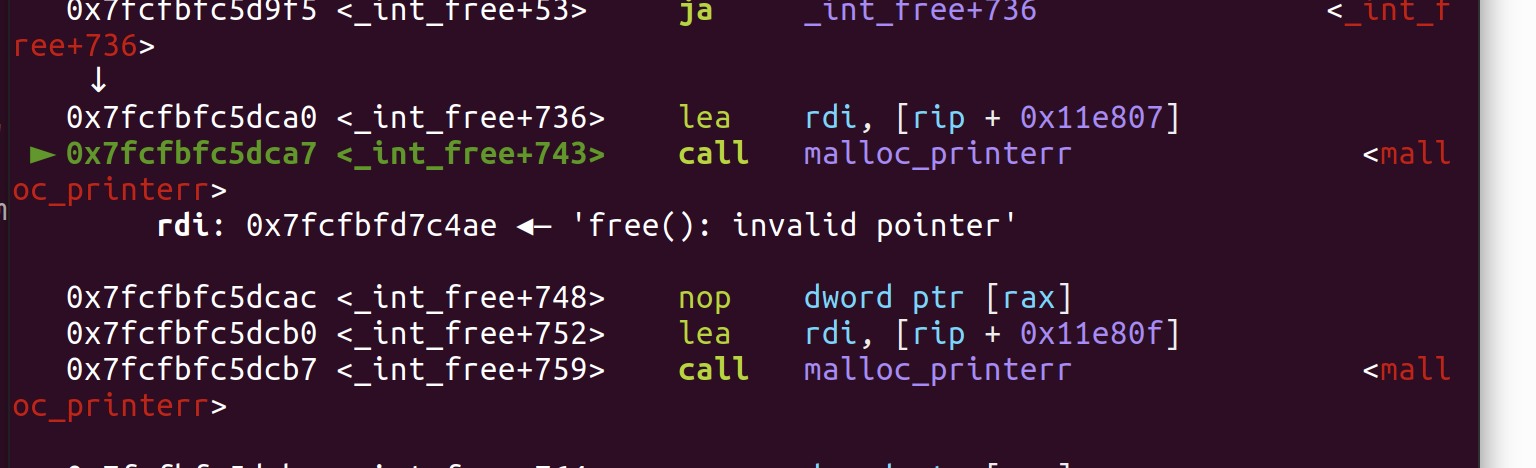 0x7fcfbfc5d9f5 <_int_free+53>    ja     _int_free+736                <_int_f
ree+736>
↓
0x7fcfbfc5dca0 <_int_free+736>    lea    rdi, [rip + 0x11e807]
► 0x7fcfbfc5dca7 <_int_free+743>    call   malloc_printerr                <mall
oc_printerr>
rdi: 0x7fcfbfd7c4ae ◂— 'free(): invalid pointer'
0x7fcfbfc5dcac <_int_free+748>    nop    dword ptr [rax]
0x7fcfbfc5dcb0 <_int_free+752>    lea    rdi, [rip + 0x11e80f]
0x7fcfbfc5dcb7 <_int_free+759>    call   malloc_printerr                <mall
oc_printerr>